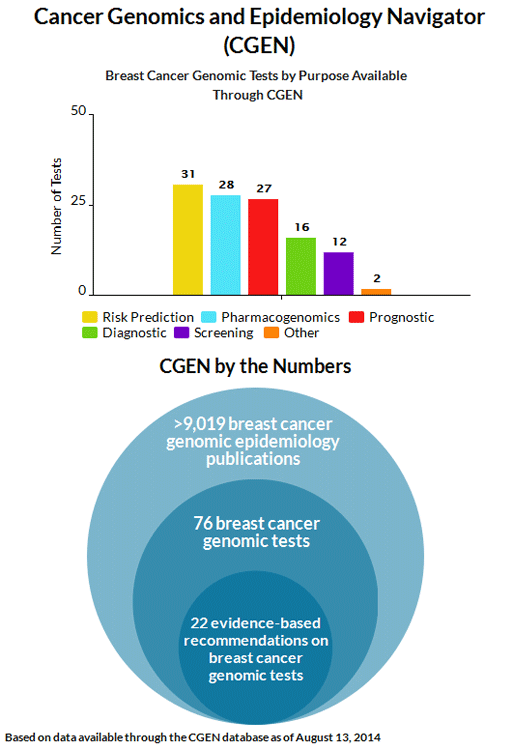 Cancer Genomics and Epidemiology Navigator
(CGEN)
Breast Cancer Genomic Tests by Purpose Available
Through CGEN
50
25
0
Number of Tests
31
28
27
16
12
2
Risk Prediction Pharmacogenomics Prognostic
Diagnostic Screening Other
CGEN by the Numbers
>9,019 breast cancer
genomic epidemiology
publications
76 breast cancer
genomic tests
22 evidence-based
recommendations on
breast cancer
genomic tests
Based on data available through the CGEN database as of August 13, 2014